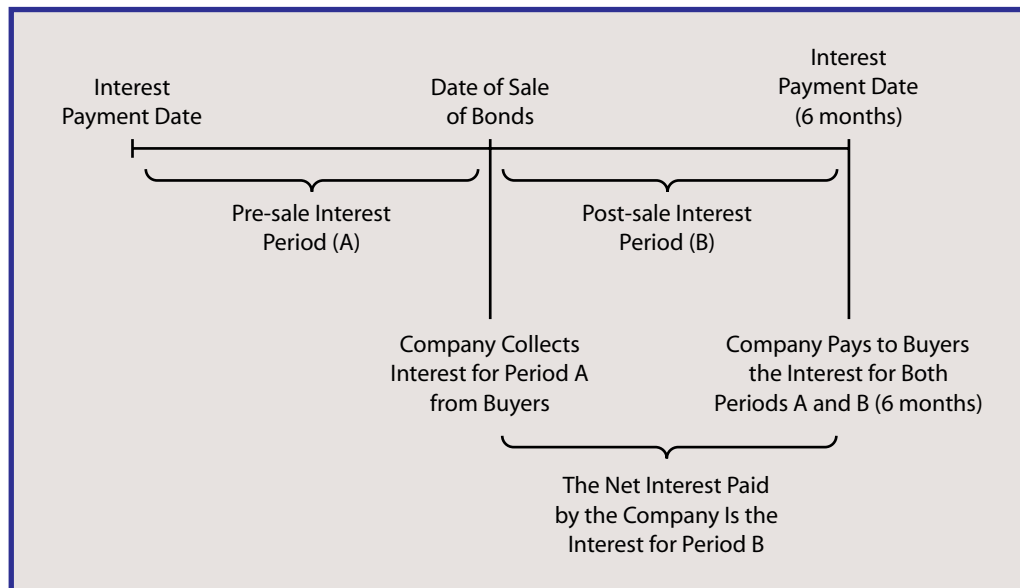 Interest
Payment Date
Date of Sale
of Bonds
Interest
Payment Date
(6 months)
Pre-sale Interest
Period (A)
Post-sale Interest
Period (B)
Company Collects
Interest for Period A
from Buyers
Company Pays to Buyers
the Interest for Both
Periods A and B (6 months)
The Net Interest Paid
by the Company Is the
Interest for Period B